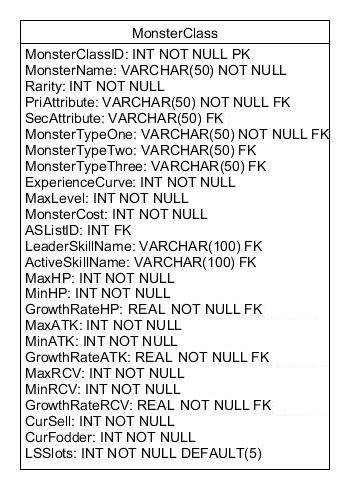 MonsterClass
MonsterClassID: INT NOT NULL PK
MonsterName: VARCHAR(50) NOT NULL
Rarity: INT NOT NULL
PriAttribute: VARCHAR(50) NOT NULL FK
SecAttribute: VARCHAR(50) FK
MonsterTypeOne: VARCHAR(50) NOT NULL FK
MonsterTypeTwo: VARCHAR(50) FK
MonsterTypeThree: VARCHAR(50) FK
ExperienceCurve: INT NOT NULL
MaxLevel: INT NOT NULL
MonsterCost: INT NOT NULL
ASListID: INT FK
LeaderSkillName: VARCHAR(100) FK
ActiveSkillName: VARCHAR(100) FK
MaxHP: INT NOT NULL
MinHP: INT NOT NULL
GrowthRateHP: REAL NOT NULL FK
MaxATK: INT NOT NULL
MinATK: INT NOT NULL
GrowthRateATK: REAL NOT NULL FK
MaxRCV: INT NOT NULL
MinRCV: INT NOT NULL
GrowthRateRCV: REAL NOT NULL FK
CurSell: INT NOT NULL
CurFodder: INT NOT NULL
LSSlots: INT NOT NULL DEFAULT(5)